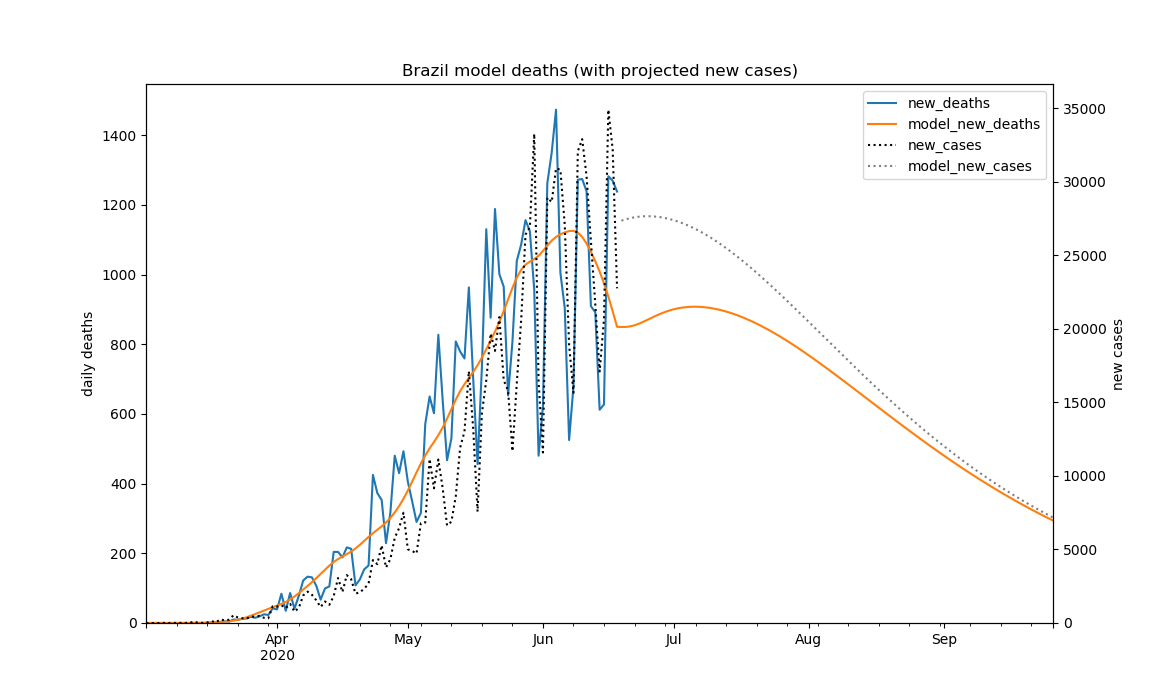 Brazil model deaths (with projected new cases)
new_deaths
model_new_deaths
new_cases
model_new_cases
daily deaths
1400
1200
1000
800
600
400
200
0
35000
30000
25000
20000
15000
10000
5000
0
new cases
Apr
2020
May
Jun
Jul
Aug
Sep